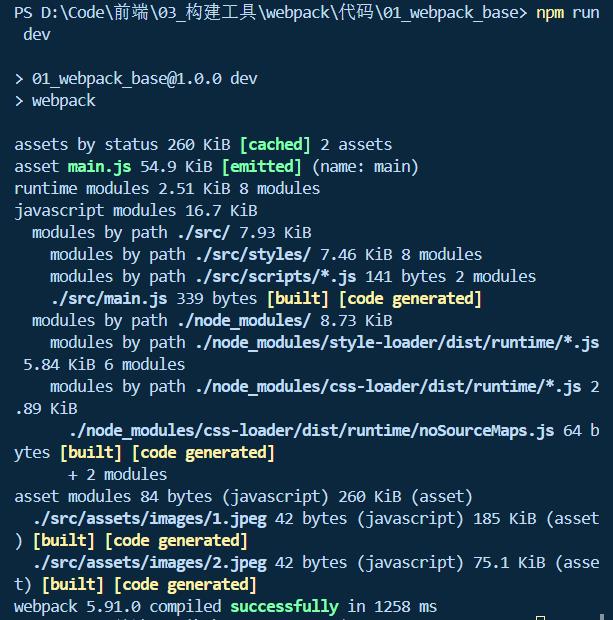 PS D:\Code\前端\03_构建工具\webpack\代码\01_webpack_base> npm run
 dev
> 01_webpack_base@1.0.0 dev
> webpack
assets by status 260 KiB [cached] 2 assets
asset main.js 54.9 KiB [emitted] (name: main)
runtime modules 2.51 KiB 8 modules
javascript modules 16.7 KiB
  modules by path ./src/ 7.93 KiB
    modules by path ./src/styles/ 7.46 KiB 8 modules
    modules by path ./src/scripts/*.js 141 bytes 2 modules
    ./src/main.js 339 bytes [built] [code generated]
  modules by path ./node_modules/ 8.73 KiB
    modules by path ./node_modules/style-loader/dist/runtime/*.js
 5.84 KiB 6 modules
    modules by path ./node_modules/css-loader/dist/runtime/*.js 2
.89 KiB
      ./node_modules/css-loader/dist/runtime/noSourceMaps.js 64 b
ytes [built] [code generated]
      + 2 modules
asset modules 84 bytes (javascript) 260 KiB (asset)
  ./src/assets/images/1.jpeg 42 bytes (javascript) 185 KiB (asset
) [built] [code generated]
  ./src/assets/images/2.jpeg 42 bytes (javascript) 75.1 KiB (asse
t) [built] [code generated]
webpack 5.91.0 compiled successfully in 1258 ms